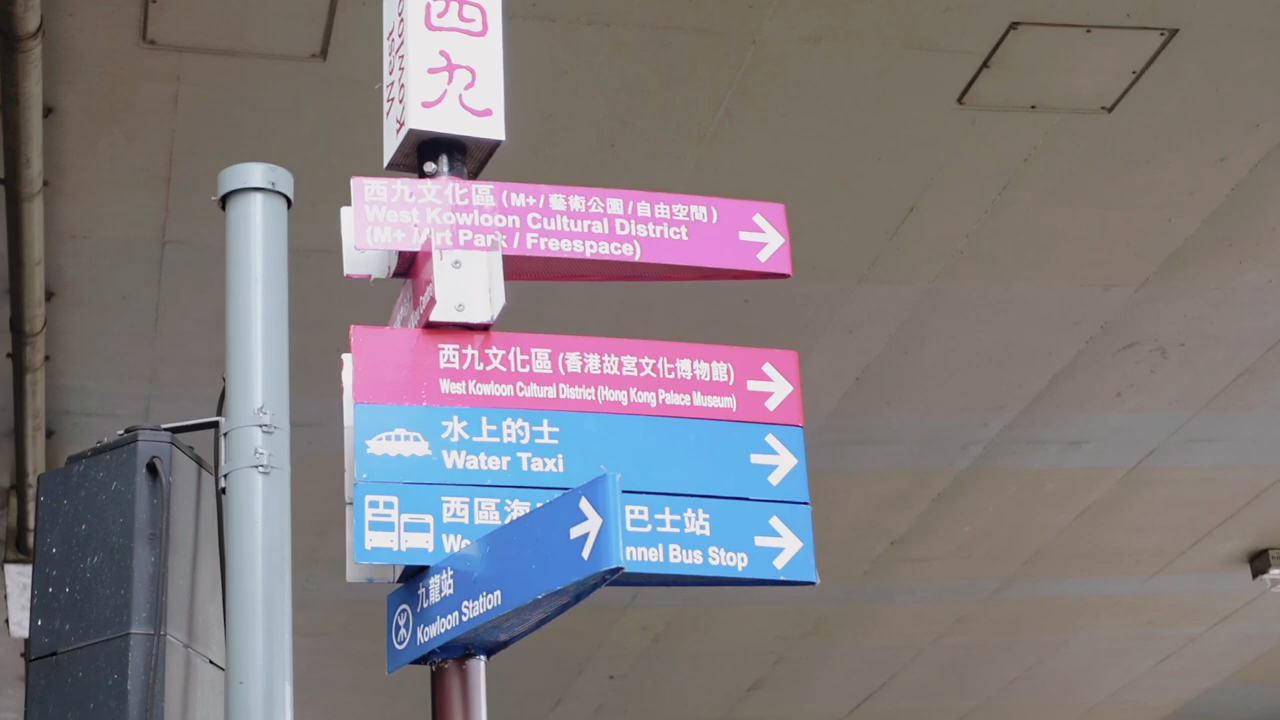 West
Kowloo
西九
西九文化區 (M+/藝術公園/自由空間)
West Kowloon Cultural District
(M+ /Art Park / Freespace)
西九文化區 (香港故宮文化博物館)
West Kowloon Cultural District (Hong Kong Palace Museum)
水上的士
Water Taxi
西區海 巴士站
We nnel Bus Stop
九龍站
Kowloon Station